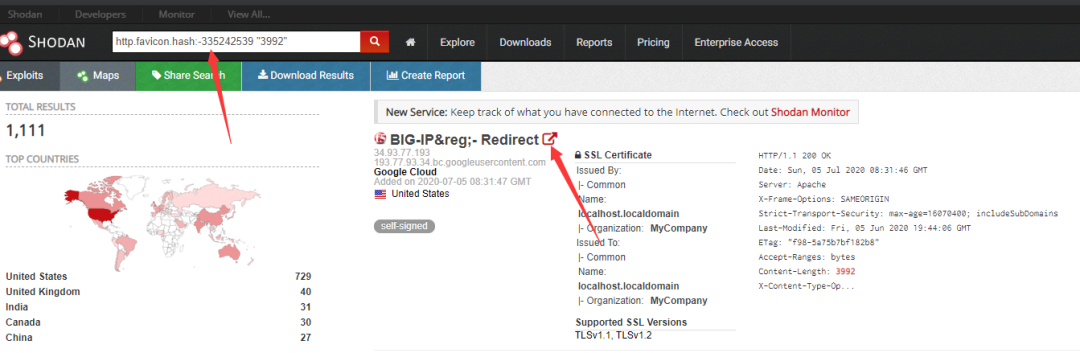 Shodan Developers Monitor View All...
SHODAN http.favicon.hash:-335242539 "3992" Explore Downloads Reports Pricing Enterprise Access
Exploits Maps Share Search Download Results Create Report
TOTAL RESULTS
1,111
TOP COUNTRIES
United States 729
United Kingdom 40
India 31
Canada 30
China 27
New Service: Keep track of what you have connected to the Internet. Check out Shodan Monitor
BIG-IP&reg;- Redirect
34.93.77.193
193.77.93.34.bc.googleusercontent.com
Google Cloud
Added on 2020-07-05 08:31:47 GMT
United States
self-signed
SSL Certificate
Issued By:
|- Common
Name:
localhost.localdomain
|- Organization: MyCompany
Issued To:
|- Common
Name:
localhost.localdomain
|- Organization: MyCompany
Supported SSL Versions
TLSv1.1, TLSv1.2
HTTP/1.1 200 OK
Date: Sun, 05 Jul 2020 08:31:46 GMT
Server: Apache
X-Frame-Options: SAMEORIGIN
Strict-Transport-Security: max-age=16070400; includeSubDomains
Last-Modified: Fri, 05 Jun 2020 19:44:06 GMT
ETag: "f98-5a75b7bf182b8"
Accept-Ranges: bytes
Content-Length: 3992
X-Content-Type-Op...